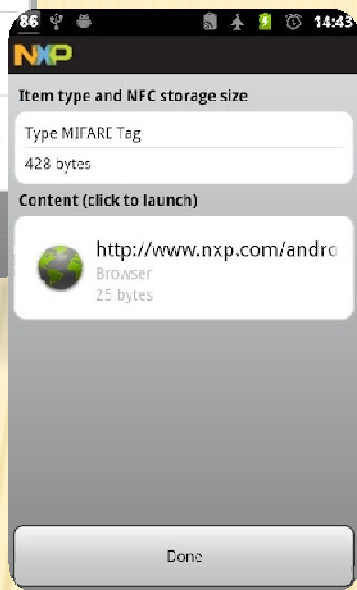 86 14:43
NXP
Item type and NFC storage size
Type MIFARE Tag
428 bytes
Content (click to launch)
http://www.nxp.com/andro
Browser
25 bytes
Done